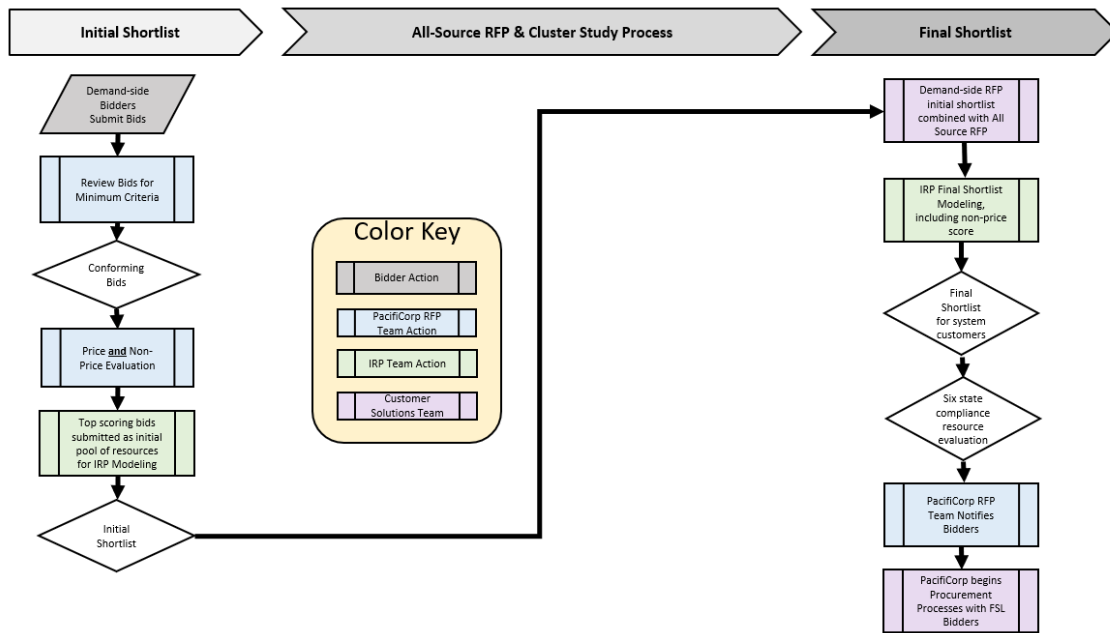 Initial Shortlist
All-Source RFP & Cluster Study Process
Final Shortlist
Demand-side
Bidders
Submit Bids
Review Bids for
Minimum Criteria
Conforming
Bids
Price and Non-
Price Evaluation
Top scoring bids
submitted as initial
pool of resources
for IRP Modeling
Initial
Shortlist
Color Key
Bidder Action
PacifiCorp RFP
Team Action
IRP Team Action
Customer
Solutions Team
Demand-side RFP
initial shortlist
combined with All
Source RFP
IRP Final Shortlist
Modeling,
including non-price
score
Final
Shortlist
for system
customers
Six state
compliance
resource
evaluation
PacifiCorp RFP
Team Notifies
Bidders
PacifiCorp begins
Procurement
Processes with FSL
Bidders